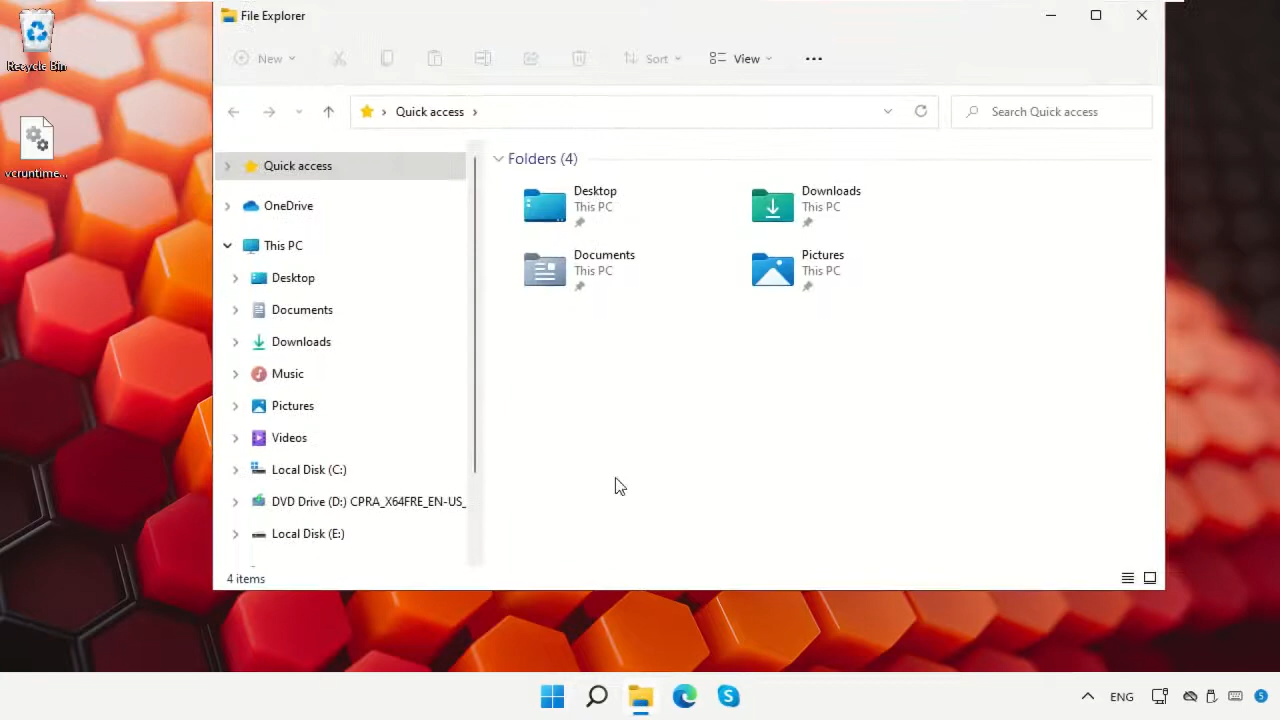 Recycle Bin
vcruntime...
File Explorer
New
Sort
View
Quick access
Search Quick access
Quick access
OneDrive
This PC
Desktop
Documents
Downloads
Music
Pictures
Videos
Local Disk (C:)
DVD Drive (D:) CPRA_X64FRE_EN-US_
Local Disk (E:)
Folders (4)
Desktop
This PC
Downloads
This PC
Documents
This PC
Pictures
This PC
4 items
ENG
5